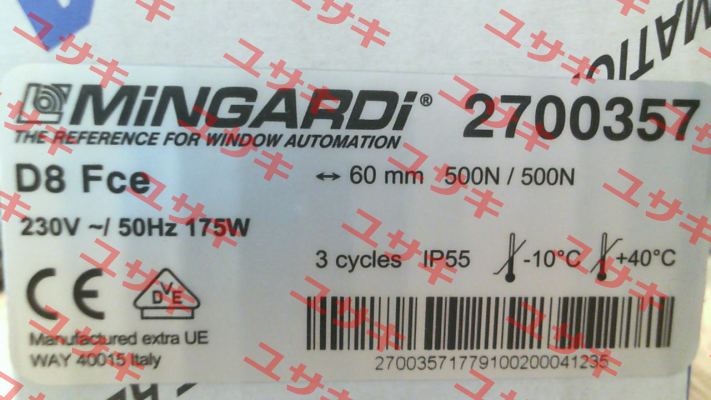 MiNGARDi® 2700357
THE REFERENCE FOR WINDOW AUTOMATION
D8 Fce ↔ 60 mm 500N / 500N
230V ~/ 50Hz 175W
3 cycles IP55 -10°C +40°C
CE VDE
Manufactured extra UE
WAY 40015 Italy
27003571779100200041235
ユサキ